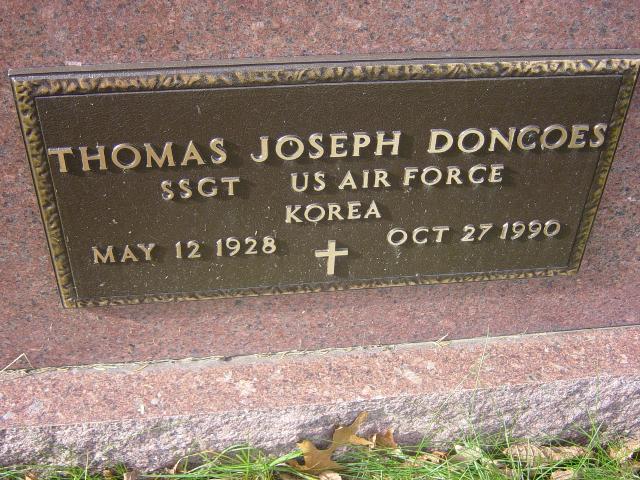 THOMAS JOSEPH DONCOES
SSGT US AIR FORCE
KOREA
MAY 12 1928 OCT 27 1990